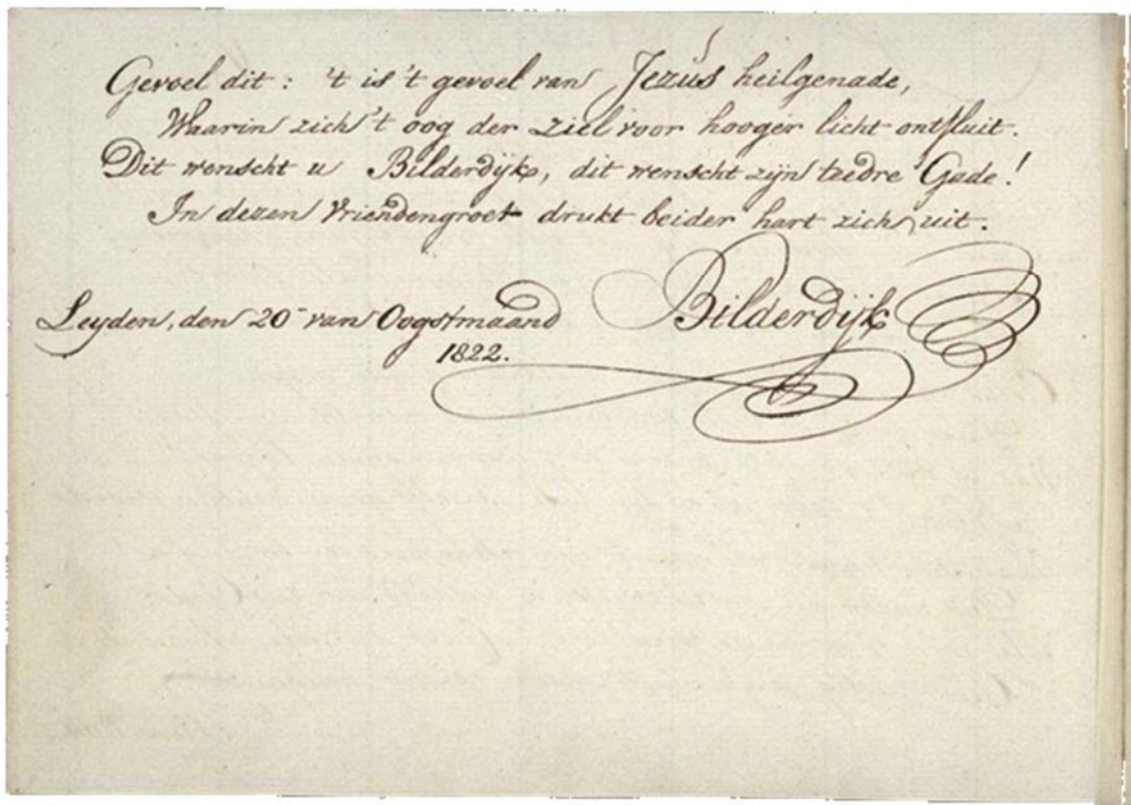 Gevoel dit: 't is 't gevoel van Jezus heilgenade,
Waarin zich 't oog der ziel voor hooger licht ontsluit.
Dit wenscht u Bilderdijk, dit wenscht zijn teedre Gade!
In dezen Vriendengroet drukt beider hart zich uit.
Leyden, den 20 van Oogstmaand
1822.
Bilderdijk